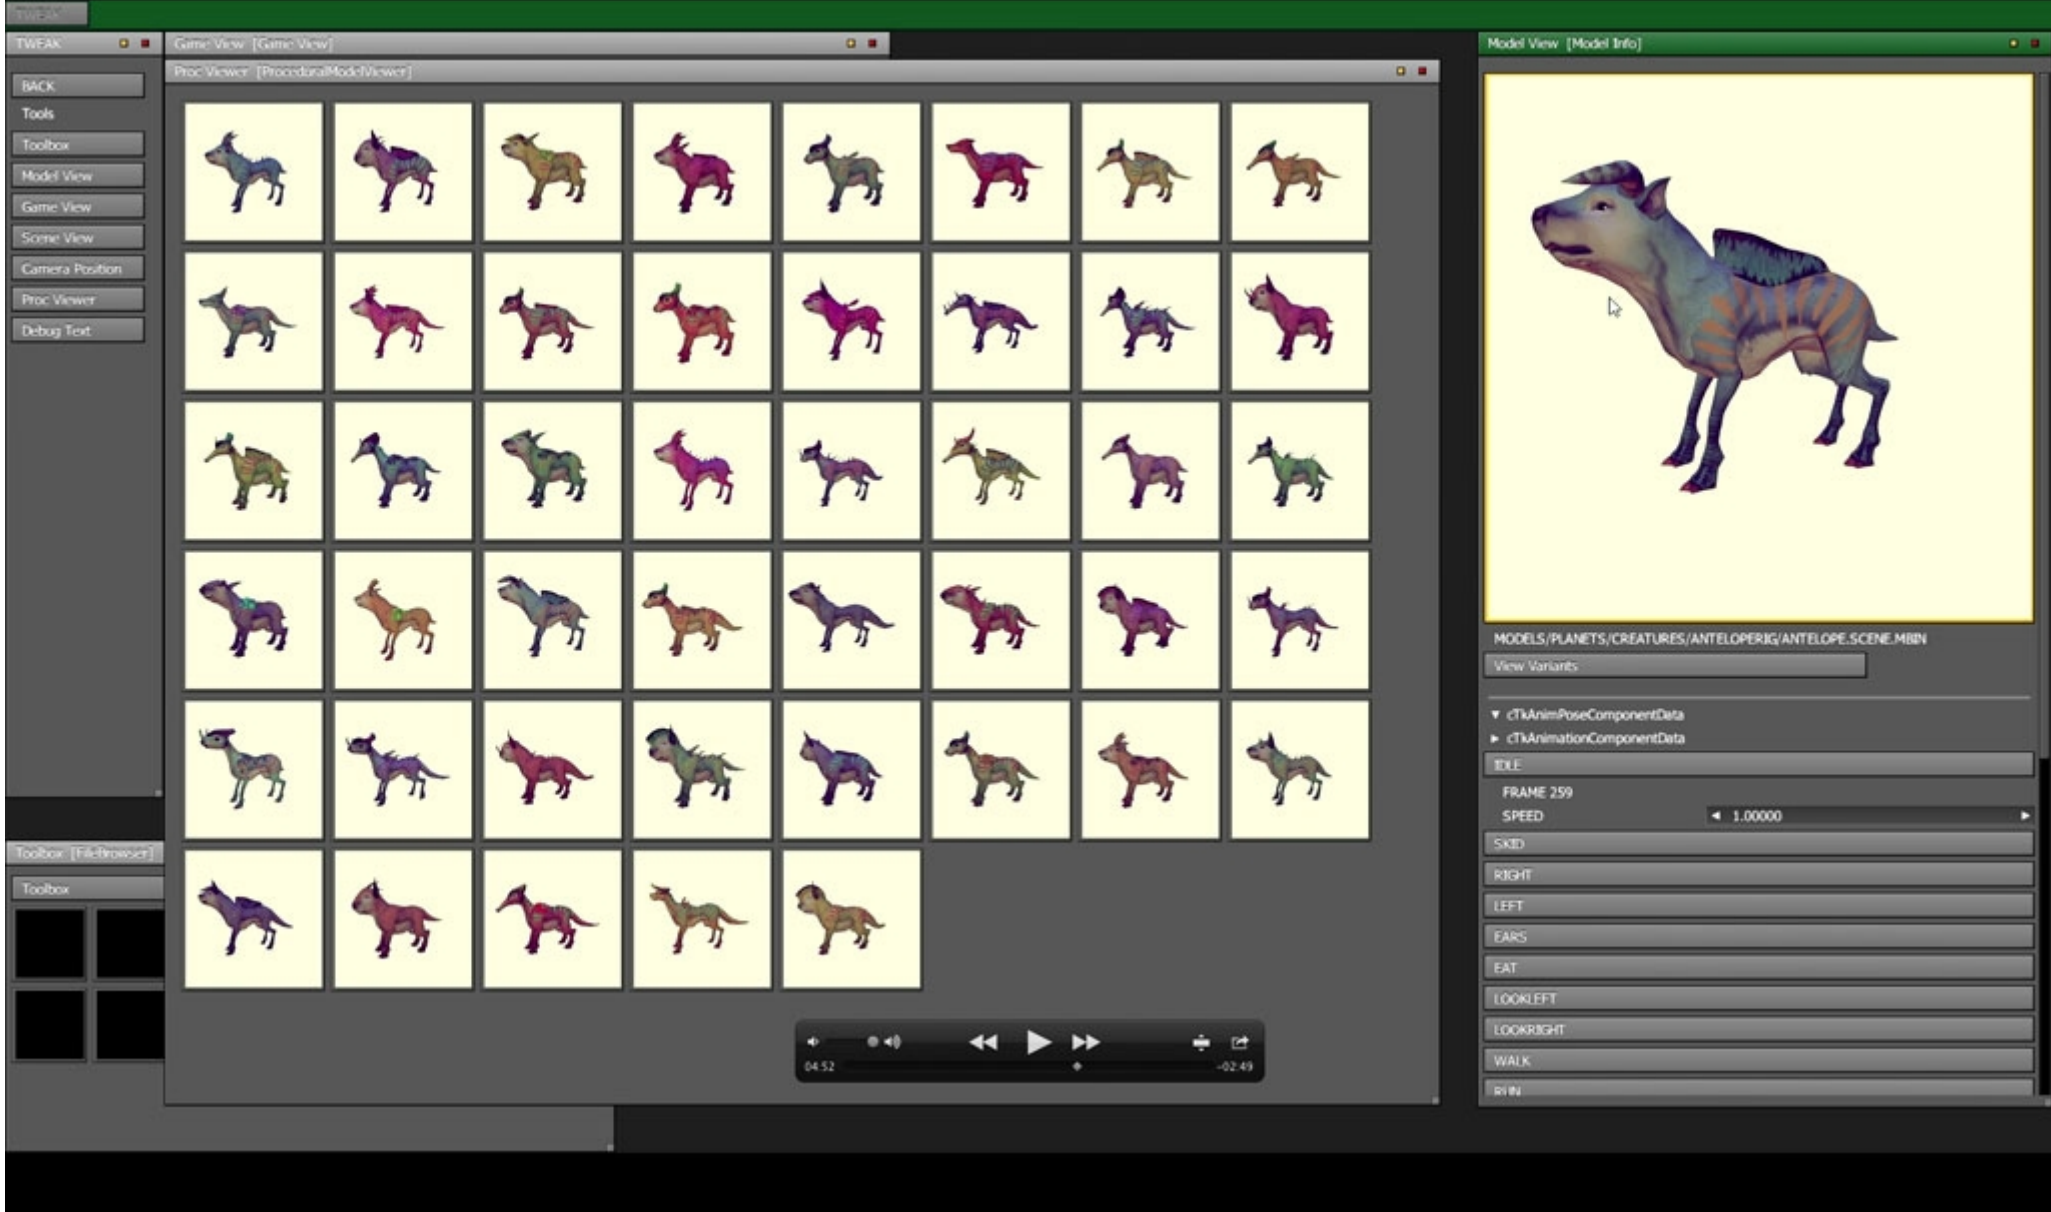 TWEAK
TWEAK
BACK
Tools
Toolbox
Model View
Game View
Scene View
Camera Position
Proc Viewer
Debug Text
Game View [Game View]
Proc Viewer [ProceduralModelViewer]
Toolbox [FileBrowser]
Toolbox
04:52
-02:49
Model View [Model Info]
MODELS/PLANETS/CREATURES/ANTELOPERIG/ANTELOPE.SCENE.MBIN
View Variants
cTkAnimPoseComponentData
cTkAnimationComponentData
IDLE
FRAME 259
SPEED 1.00000
SKID
RIGHT
LEFT
EARS
EAT
LOOKLEFT
LOOKRIGHT
WALK
RUN